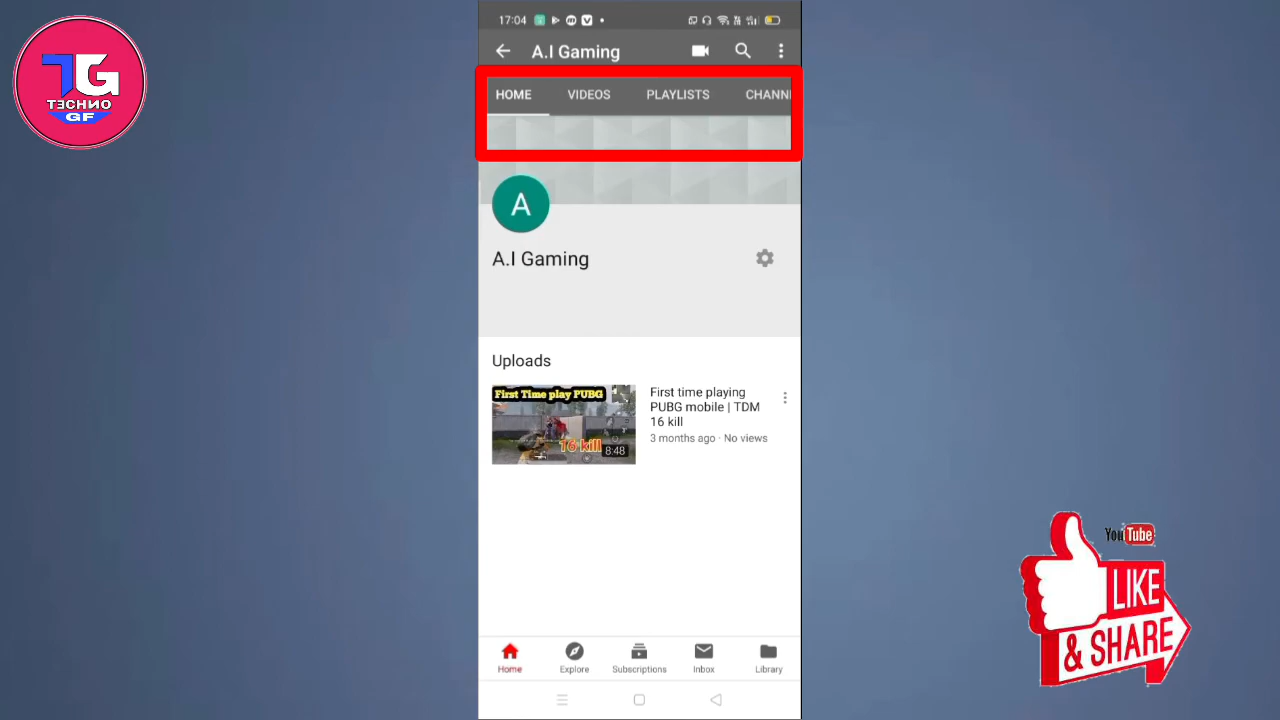 TG
T3CHNO
GF
17:04
A.I Gaming
HOME VIDEOS PLAYLISTS CHANN
A
A.I Gaming
Uploads
First Time play PUBG
16 kill
8:48
First time playing
PUBG mobile | TDM
16 kill
3 months ago · No views
Home Explore Subscriptions Inbox Library
YouTube
LIKE
& SHARE